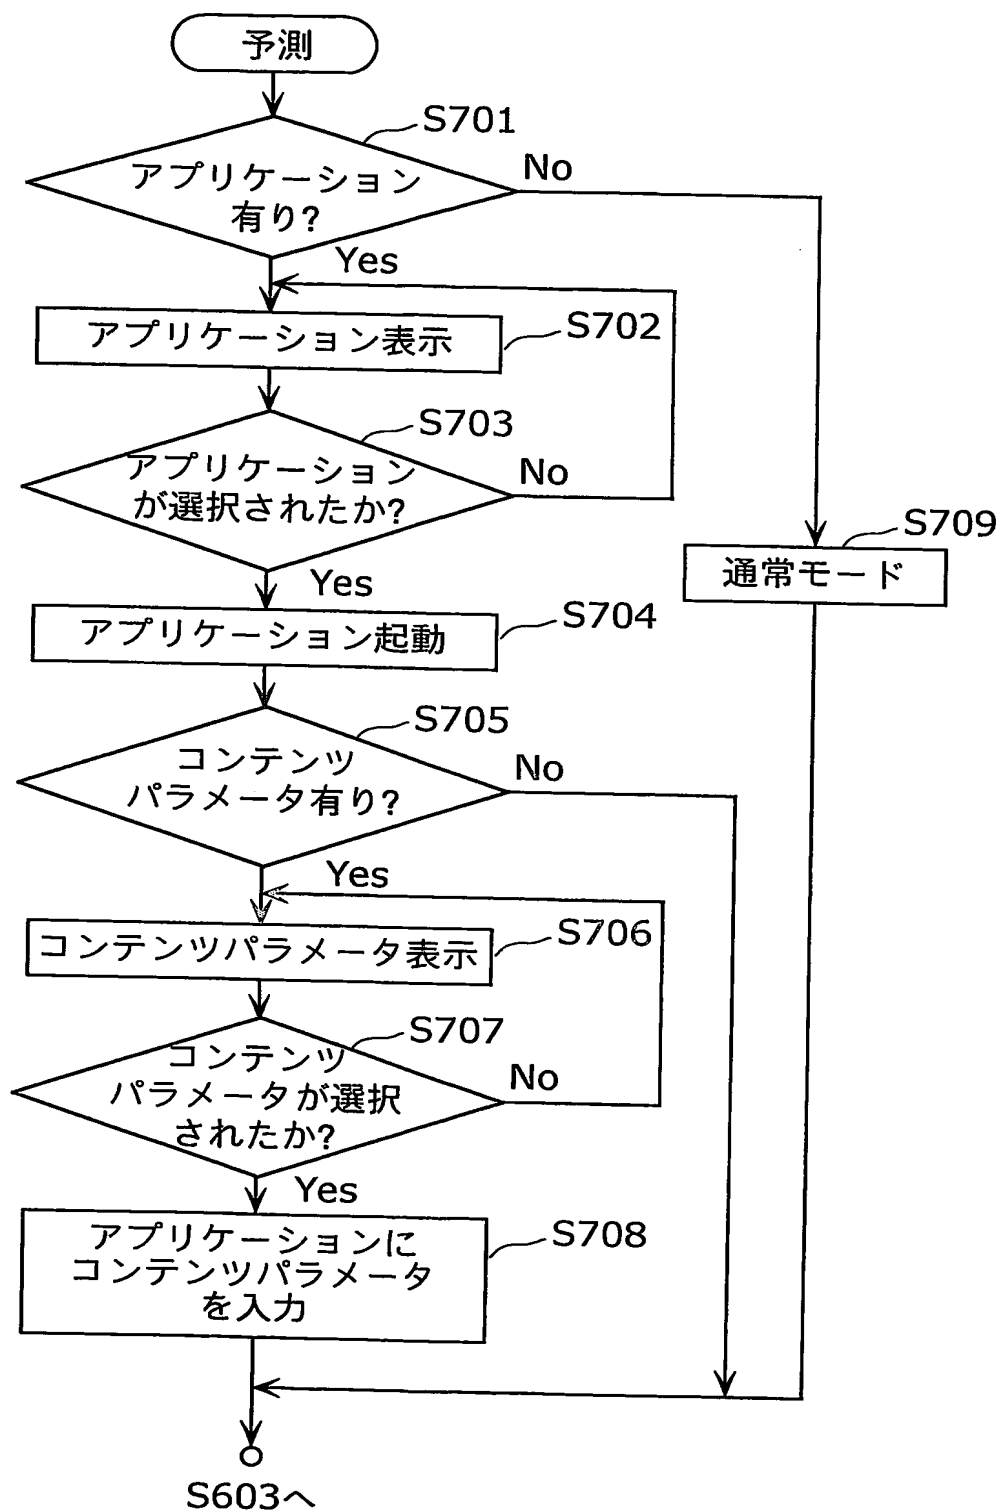 予測
S701
アプリケーション
有り?
No
Yes
アプリケーション表示
S702
S703
アプリケーション
が選択されたか?
No
S709
通常モード
Yes
アプリケーション起動
S704
S705
コンテンツ
パラメータ有り?
No
Yes
コンテンツパラメータ表示
S706
S707
コンテンツ
パラメータが選択
されたか?
No
Yes
アプリケーションに
コンテンツパラメータ
を入力
S708
S603へ